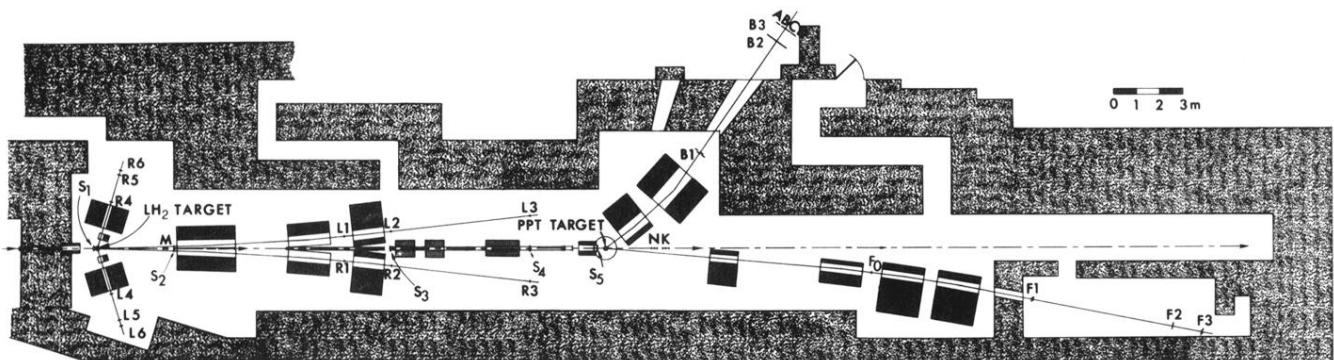 ABC
B3
B2
0 1 2 3m
R6
R5
S1
R4
B1
LH2 TARGET
L1
L2
L3
PPT TARGET
M
NK
S2
R1
R2
S3
S4
R3
S5
F0
F1
L4
L5
L6
F2
F3